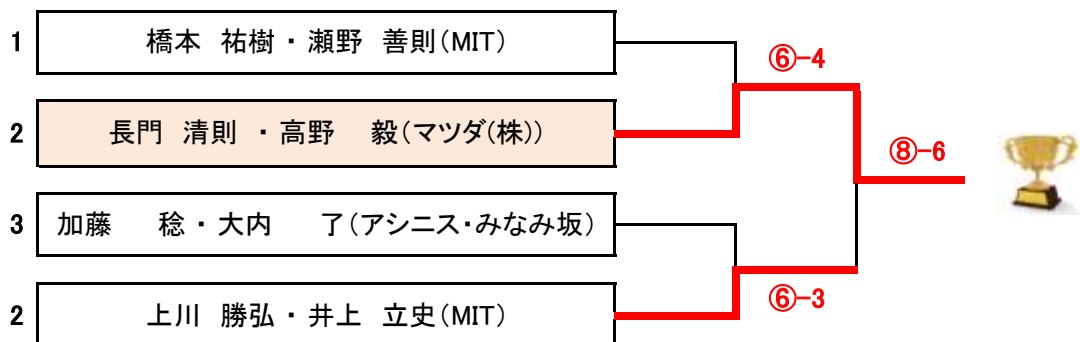 1 橋本 祐樹・瀬野 善則(MIT)
⑥-4
2 長門 清則 ・高野 毅(マツダ(株))
⑧-6
3 加藤 稔・大内 了(アシニス・みなみ坂)
⑥-3
2 上川 勝弘・井上 立史(MIT)